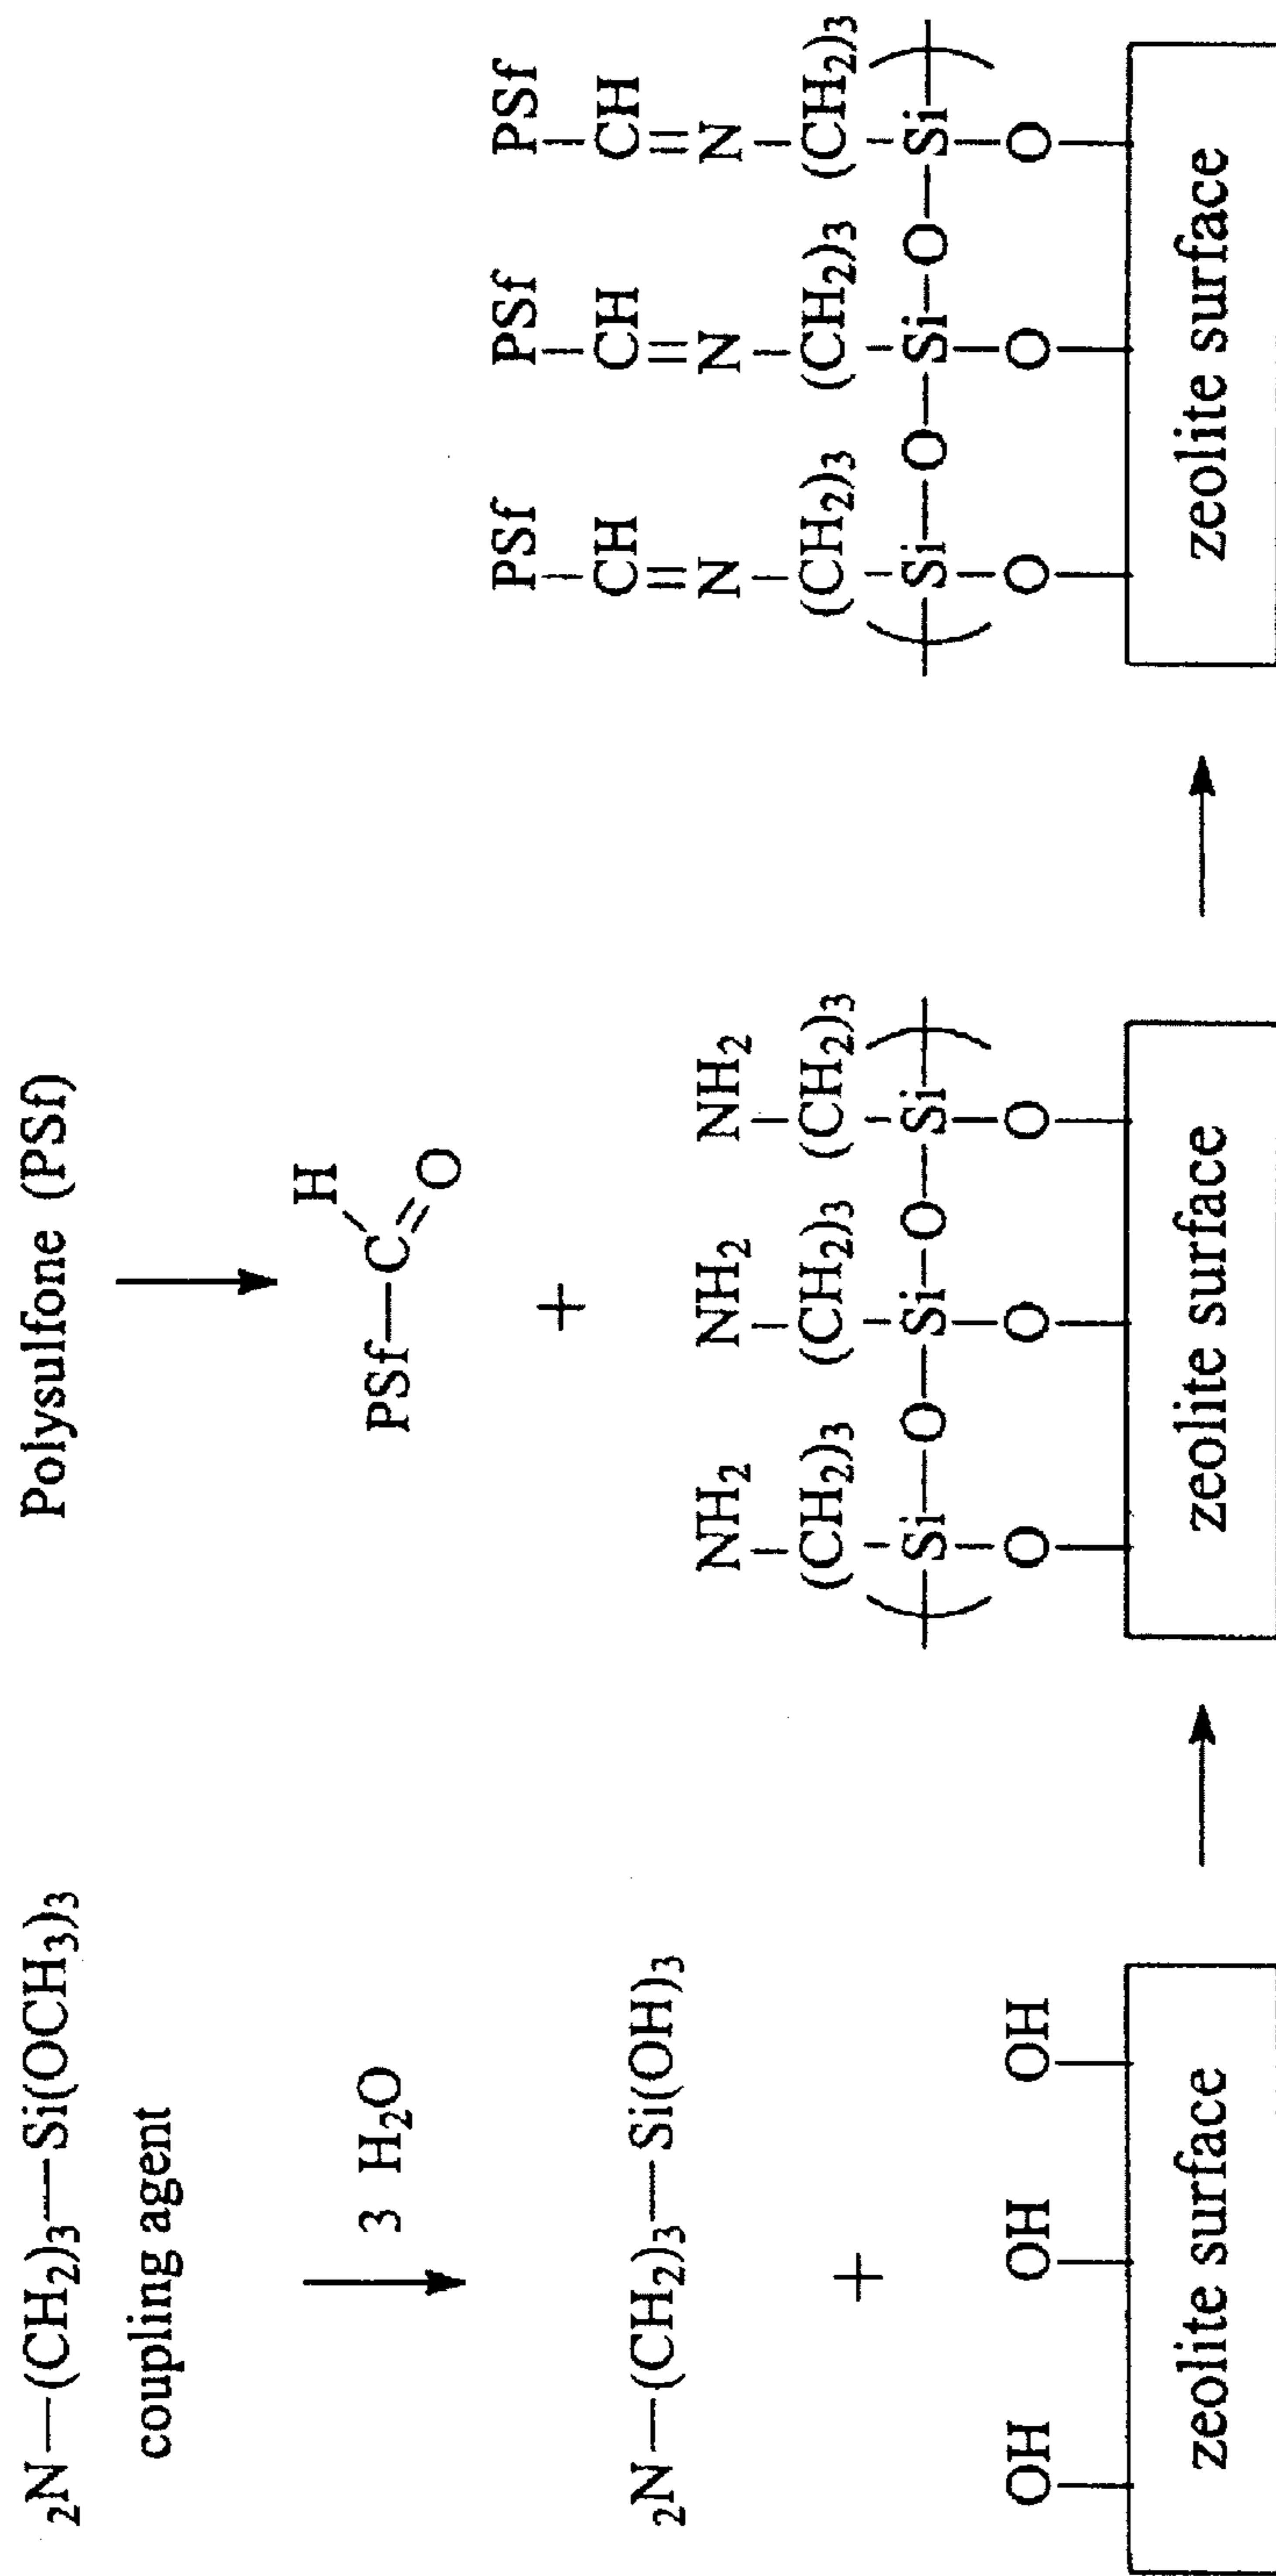 ₂N—(CH₂)₃—Si(OCH₃)₃
coupling agent
3 H₂O
₂N—(CH₂)₃—Si(OH)₃
+
OH OH OH
zeolite surface
Polysulfone (PSf)
PSf—C
H
O
+
NH₂ NH₂ NH₂
(CH₂)₃ (CH₂)₃ (CH₂)₃
Si—O—Si—O—Si
O O O
zeolite surface
PSf PSf PSf
CH CH CH
N N N
(CH₂)₃ (CH₂)₃ (CH₂)₃
Si—O—Si—O—Si
O O O
zeolite surface